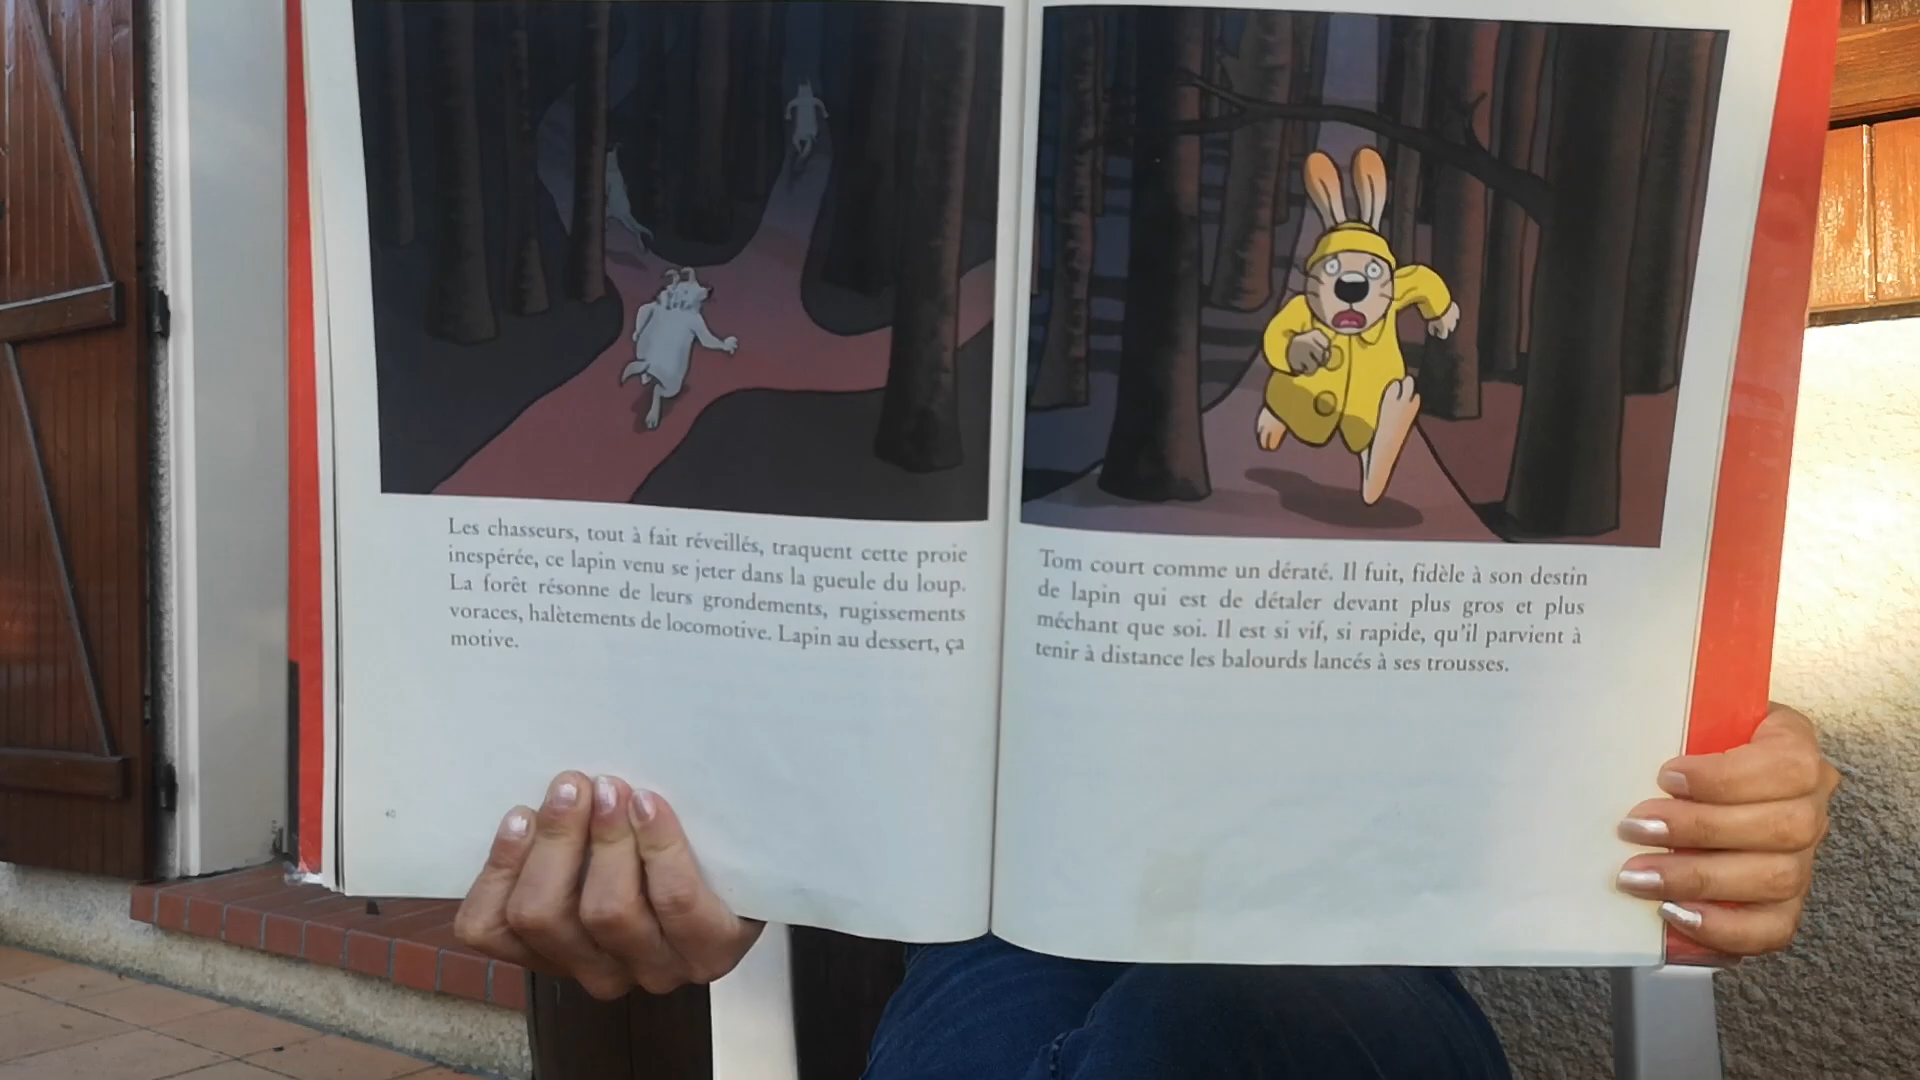 Les chasseurs, tout à fait réveillés, traquent cette proie
inespérée, ce lapin venu se jeter dans la gueule du loup.
La forêt résonne de leurs grondements, rugissements
voraces, halètements de locomotive. Lapin au dessert, ça
motive.
40
Tom court comme un dératé. Il fuit, fidèle à son destin
de lapin qui est de détaler devant plus gros et plus
méchant que soi. Il est si vif, si rapide, qu'il parvient à
tenir à distance les balourds lancés à ses trousses.